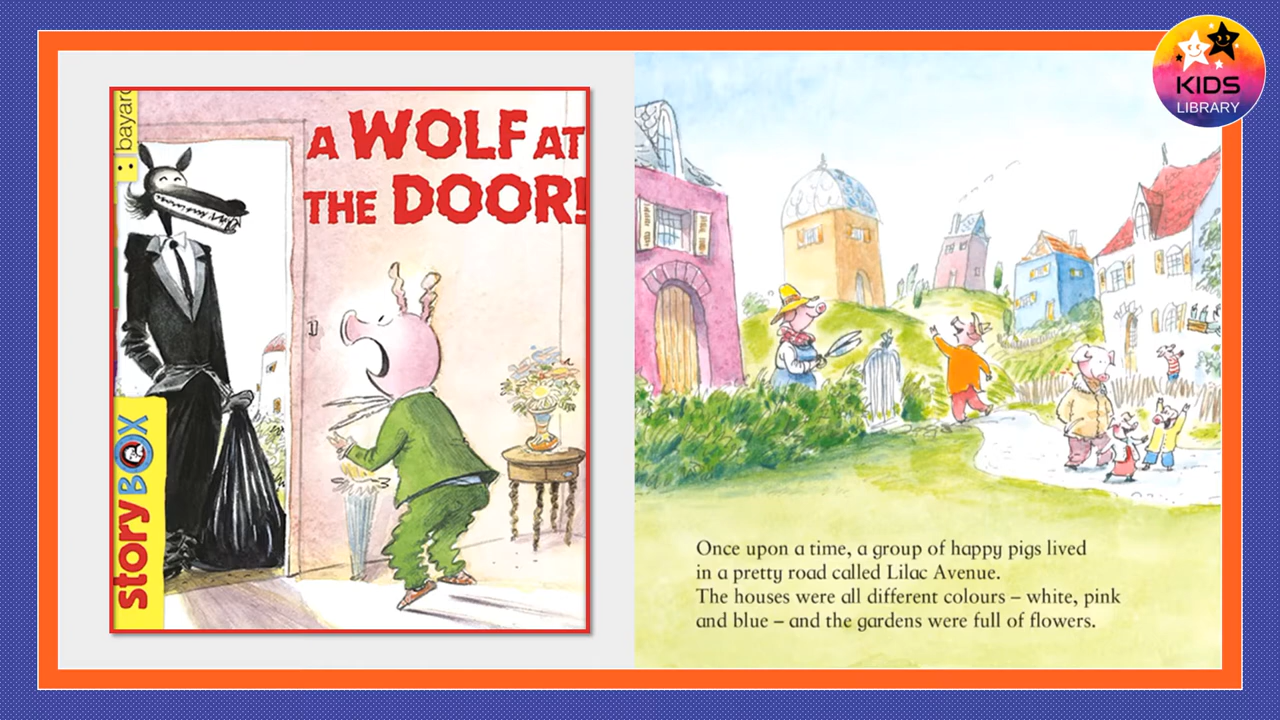 bayard
A WOLF AT
THE DOOR!
story BOX
KIDS
LIBRARY
Once upon a time, a group of happy pigs lived
in a pretty road called Lilac Avenue.
The houses were all different colours – white, pink
and blue – and the gardens were full of flowers.